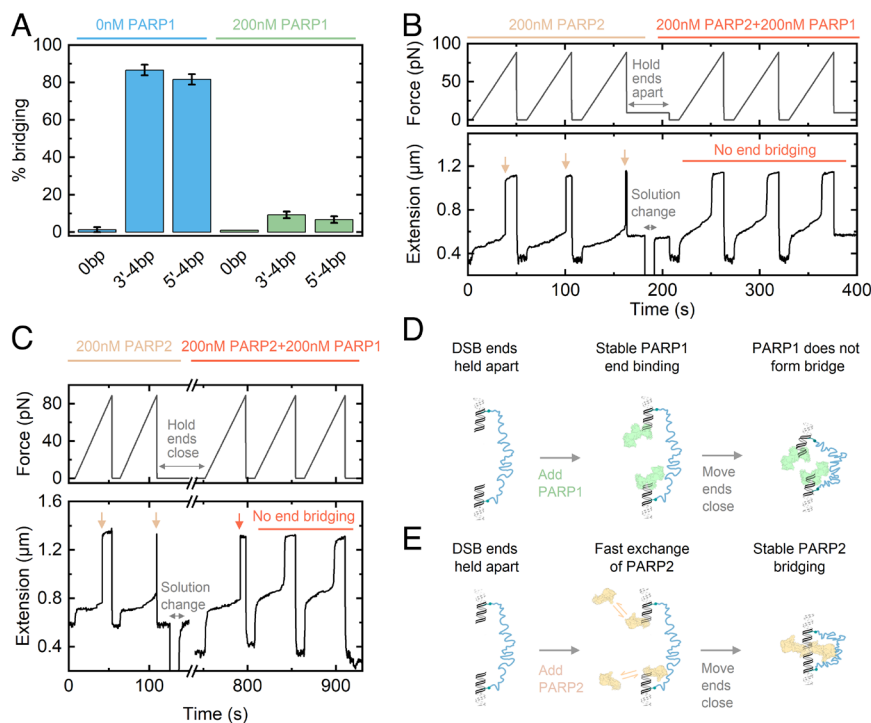 A
0nM PARP1
200nM PARP1
% bridging
100
80
60
40
20
0
0bp
3'-4bp
5'-4bp
0bp
3'-4bp
5'-4bp
B
200nM PARP2
200nM PARP2+200nM PARP1
Force (pN)
100
75
50
25
0
Hold
ends
apart
Extension (μm)
1.2
0.8
0.4
No end bridging
Solution
change
0
100
200
300
400
Time (s)
C
200nM PARP2
200nM PARP2+200nM PARP1
Force (pN)
80
60
40
20
0
Hold
ends
close
Extension (μm)
1.6
1.2
0.8
0.4
No end bridging
Solution
change
0
100
800
900
Time (s)
D
DSB ends
held apart
Stable PARP1
end binding
PARP1 does not
form bridge
Add
PARP1
Move
ends
close
E
DSB ends
held apart
Fast exchange
of PARP2
Stable PARP2
bridging
Add
PARP2
Move
ends
close